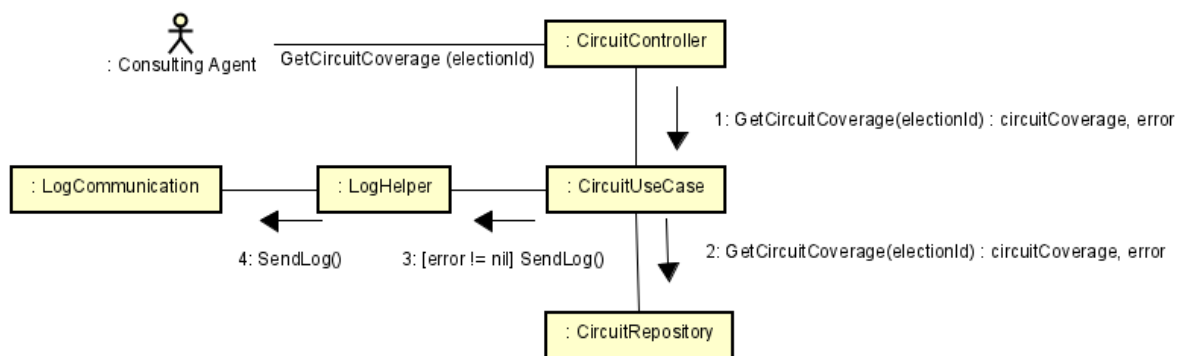 : CircuitController
: Consulting Agent
GetCircuitCoverage (electionId)
1: GetCircuitCoverage(electionId) : circuitCoverage, error
: LogCommunication
: LogHelper
: CircuitUseCase
4: SendLog()
3: [error != nil] SendLog()
2: GetCircuitCoverage(electionId) : circuitCoverage, error
: CircuitRepository